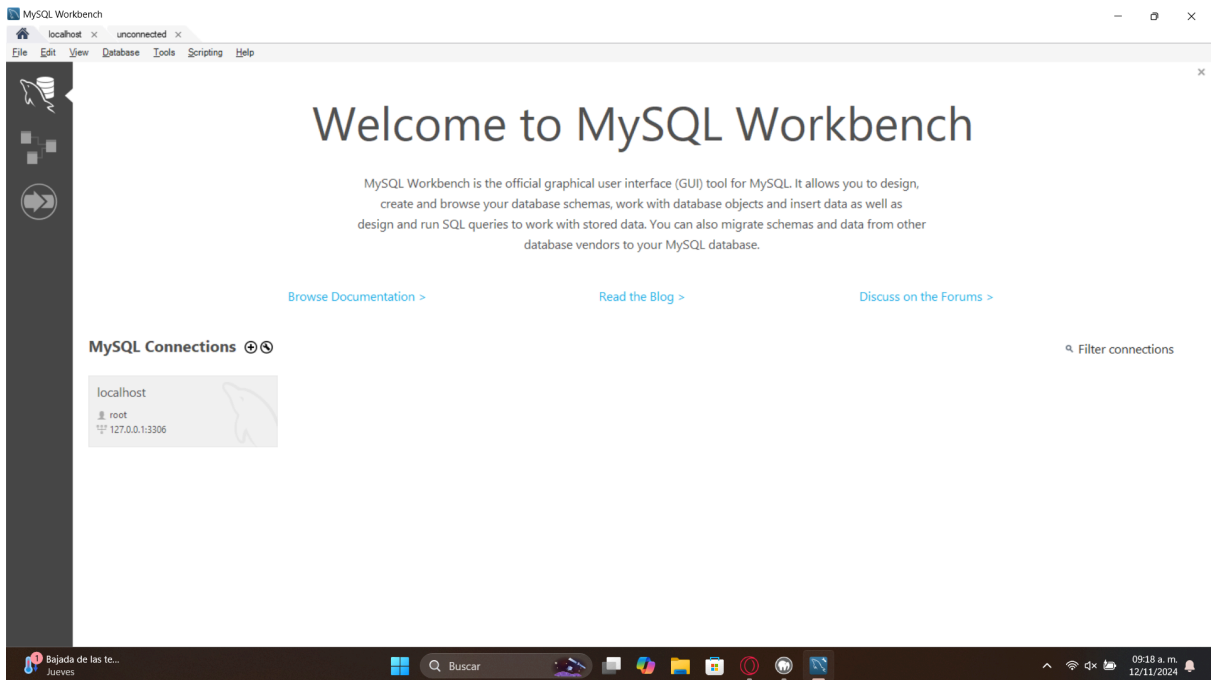 MySQL Workbench
localhost × unconnected ×
File Edit View Database Tools Scripting Help
Welcome to MySQL Workbench
MySQL Workbench is the official graphical user interface (GUI) tool for MySQL. It allows you to design,
create and browse your database schemas, work with database objects and insert data as well as
design and run SQL queries to work with stored data. You can also migrate schemas and data from other
database vendors to your MySQL database.
Browse Documentation > Read the Blog > Discuss on the Forums >
MySQL Connections Filter connections
localhost
root
127.0.0.1:3306
1 Bajada de las te...
Jueves
Buscar
09:18 a. m.
12/11/2024